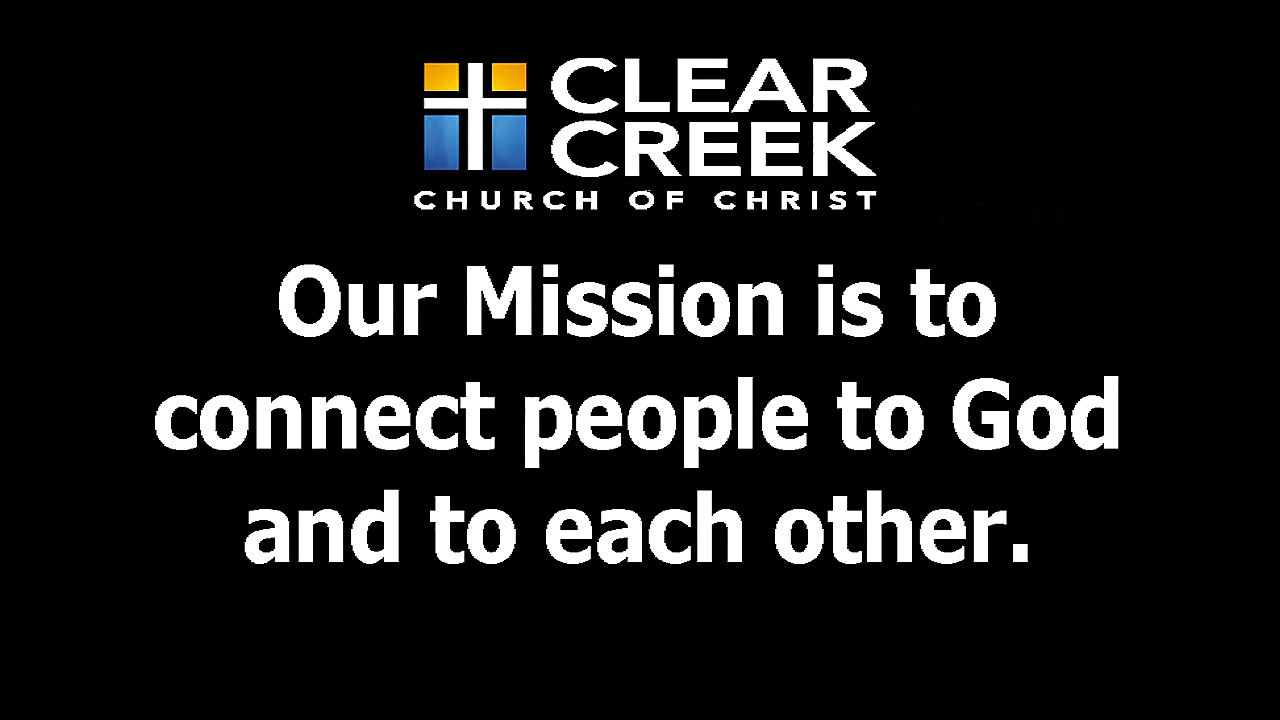 CLEAR
CREEK
CHURCH OF CHRIST
Our Mission is to
connect people to God
and to each other.